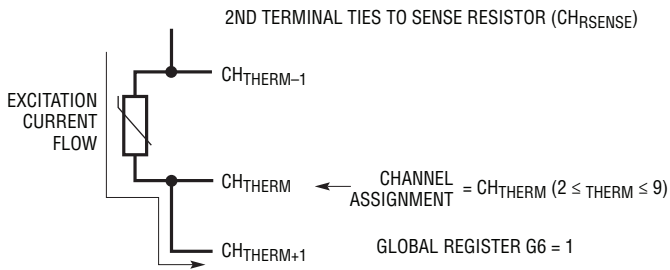 2ND TERMINAL TIES TO SENSE RESISTOR (CHRSENSE)
CHTHERM–1
EXCITATION
CURRENT
FLOW
CHTHERM
CHANNEL
ASSIGNMENT
= CHTHERM (2 ≤ THERM ≤ 9)
CHTHERM+1
GLOBAL REGISTER G6 = 1